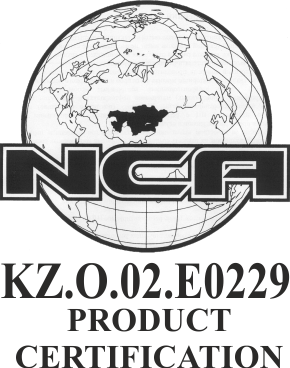 NCA
KZ.O.02.E0229
PRODUCT
CERTIFICATION